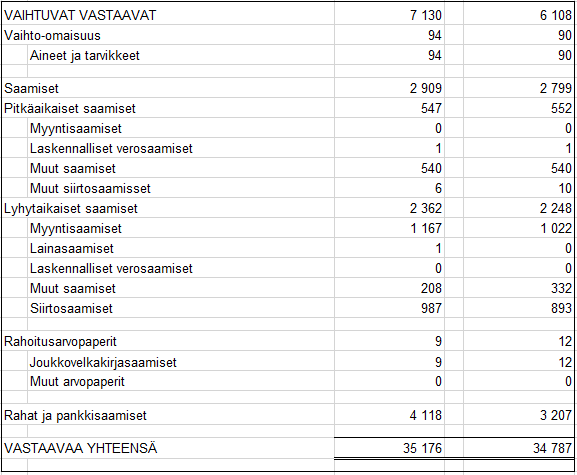 VAIHTUVAT VASTAAVAT 7 130 6 108
Vaihto-omaisuus 94 90
Aineet ja tarvikkeet 94 90
Saamiset 2 909 2 799
Pitkäaikaiset saamiset 547 552
Myyntisaamiset 0 0
Laskennalliset verosaamiset 1 1
Muut saamiset 540 540
Muut siirtosaamisset 6 10
Lyhytaikaiset saamiset 2 362 2 248
Myyntisaamiset 1 167 1 022
Lainasaamiset 1 0
Laskennalliset verosaamiset 0 0
Muut saamiset 208 332
Siirtosaamiset 987 893
Rahoitusarvopaperit 9 12
Joukkovelkakirjasaamiset 9 12
Muut arvopaperit 0 0
Rahat ja pankkisaamiset 4 118 3 207
VASTAAVAA YHTEENSÄ 35 176 34 787